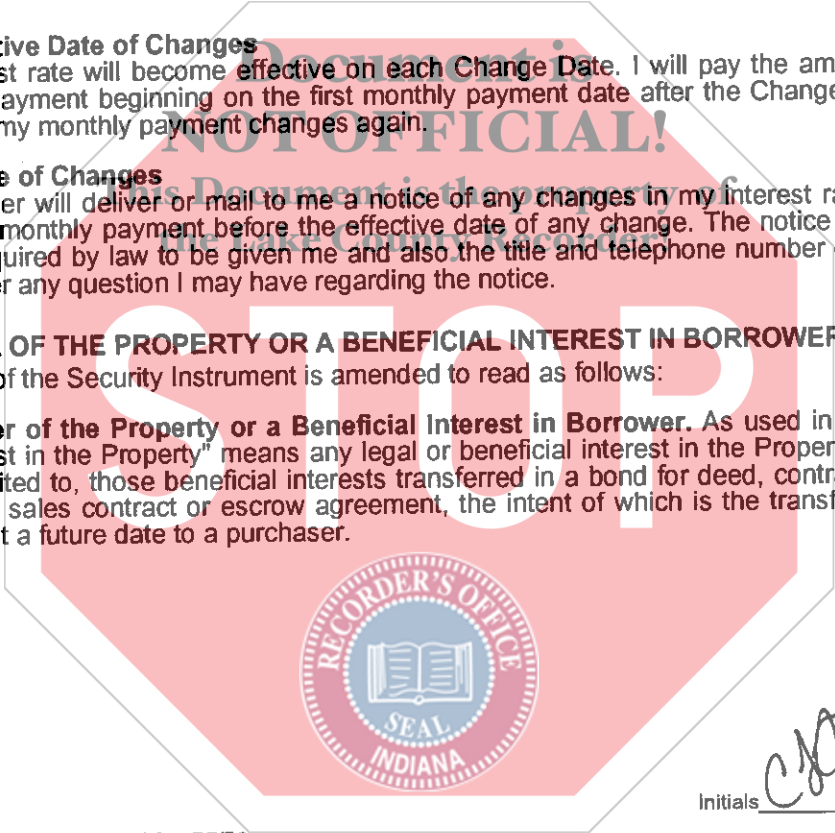 tive Date of Changes
st rate will become effective on each Change Date. I will pay the am
ayment beginning on the first monthly payment date after the Change
my monthly payment changes again.
e of Changes
er will deliver or mail to me a notice of any changes in my interest ra
monthly payment before the effective date of any change. The notice
quired by law to be given me and also the title and telephone number
r any question I may have regarding the notice.
OF THE PROPERTY OR A BENEFICIAL INTEREST IN BORROWER
of the Security Instrument is amended to read as follows:
er of the Property or a Beneficial Interest in Borrower. As used in
st in the Property" means any legal or beneficial interest in the Proper
ited to, those beneficial interests transferred in a bond for deed, contra
sales contract or escrow agreement, the intent of which is the transf
t a future date to a purchaser.
Document is
NOT OFFICIAL!
This Document is the property of
the Lake County Recorder!
STOP
RECORDER'S OFFICE
SEAL
INDIANA
Initials